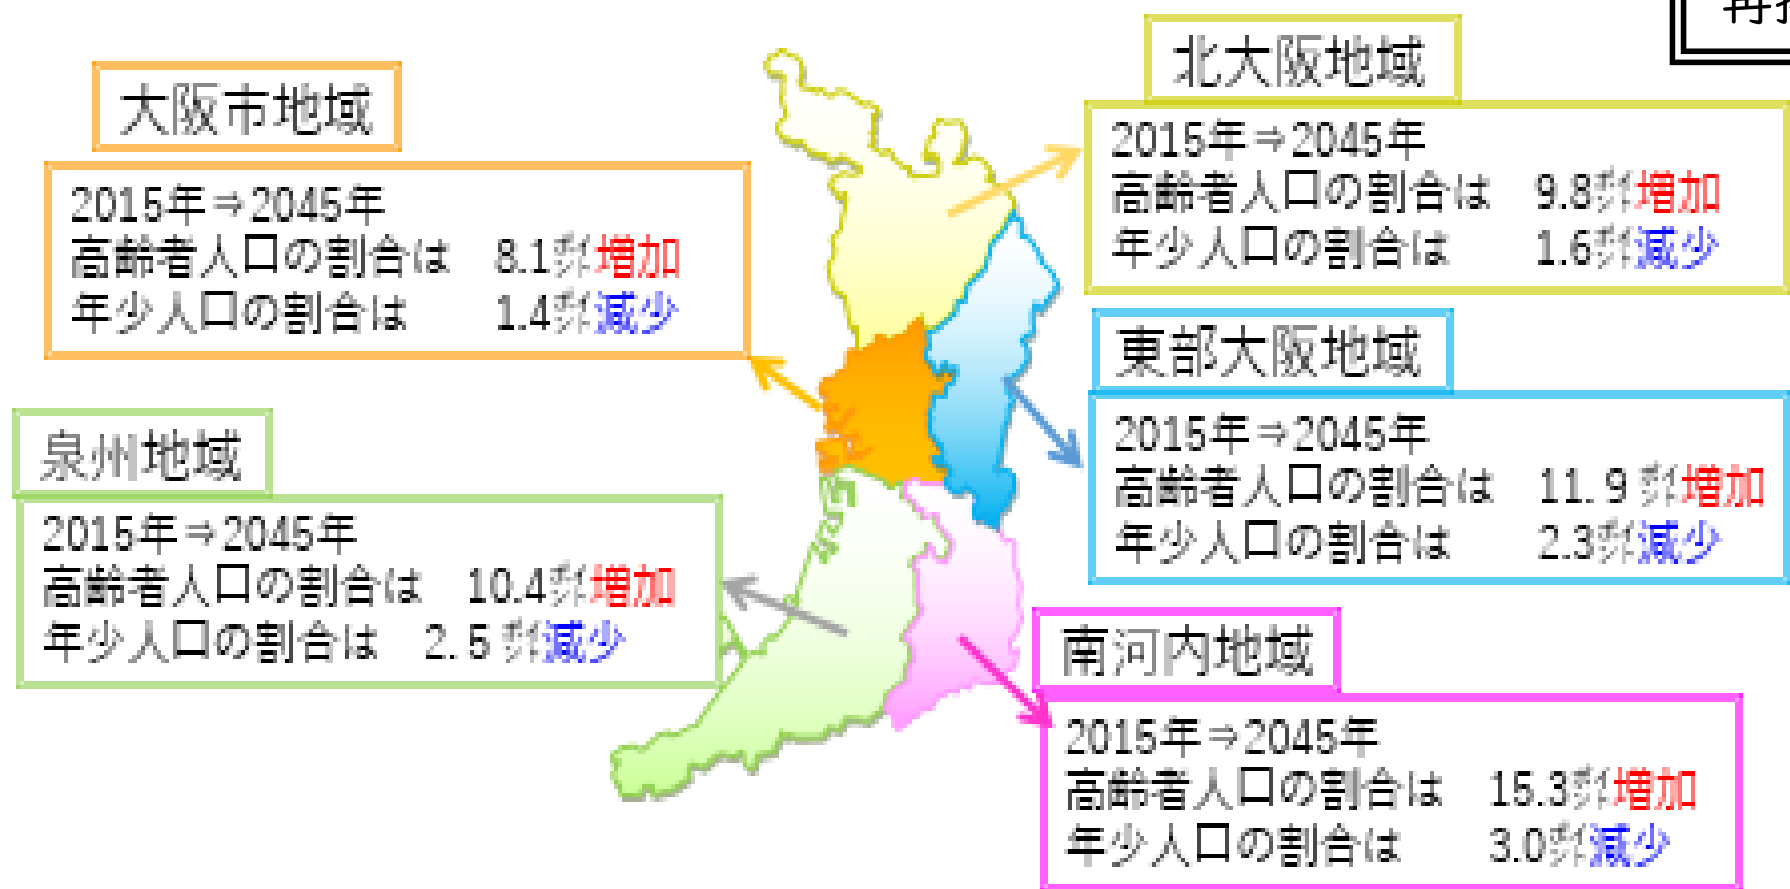 大阪市地域
2015年⇒2045年
高齢者人口の割合は 8.1㌽増加
年少人口の割合は 1.4㌽減少
北大阪地域
2015年⇒2045年
高齢者人口の割合は 9.8㌽増加
年少人口の割合は 1.6㌽減少
東部大阪地域
2015年⇒2045年
高齢者人口の割合は 11.9㌽増加
年少人口の割合は 2.3㌽減少
泉州地域
2015年⇒2045年
高齢者人口の割合は 10.4㌽増加
年少人口の割合は 2.5㌽減少
南河内地域
2015年⇒2045年
高齢者人口の割合は 15.3㌽増加
年少人口の割合は 3.0㌽減少